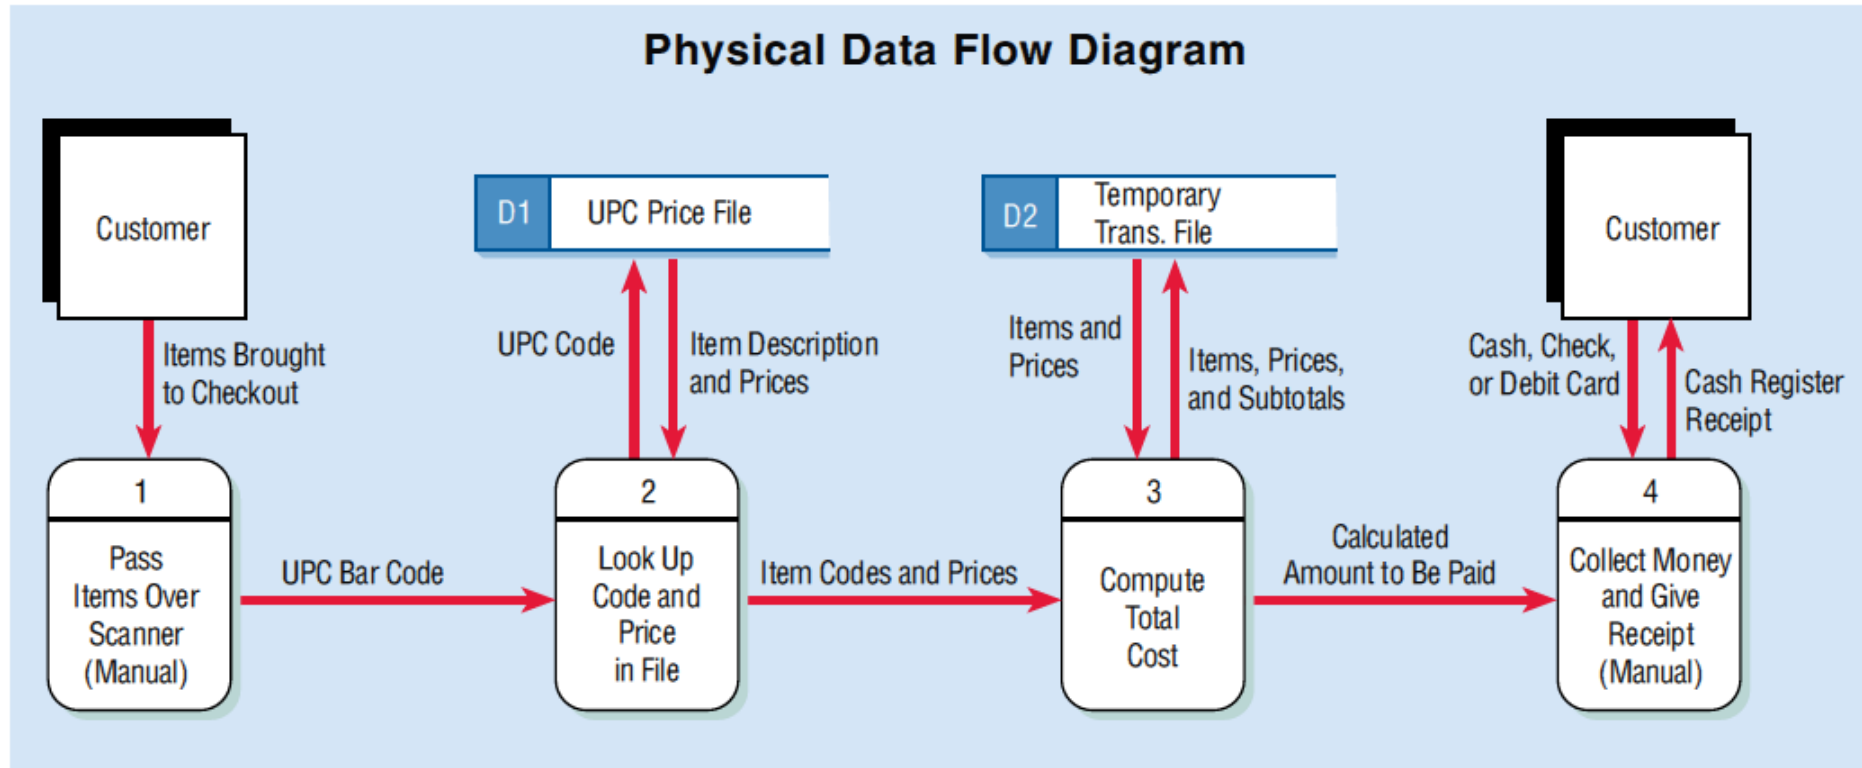 Physical Data Flow Diagram
Customer
D1
UPC Price File
D2
Temporary
Trans. File
Customer
Items Brought
to Checkout
UPC Code
Item Description
and Prices
Items and
Prices
Items, Prices,
and Subtotals
Cash, Check,
or Debit Card
Cash Register
Receipt
1
Pass
Items Over
Scanner
(Manual)
UPC Bar Code
2
Look Up
Code and
Price
in File
Item Codes and Prices
3
Compute
Total
Cost
Calculated
Amount to Be Paid
4
Collect Money
and Give
Receipt
(Manual)